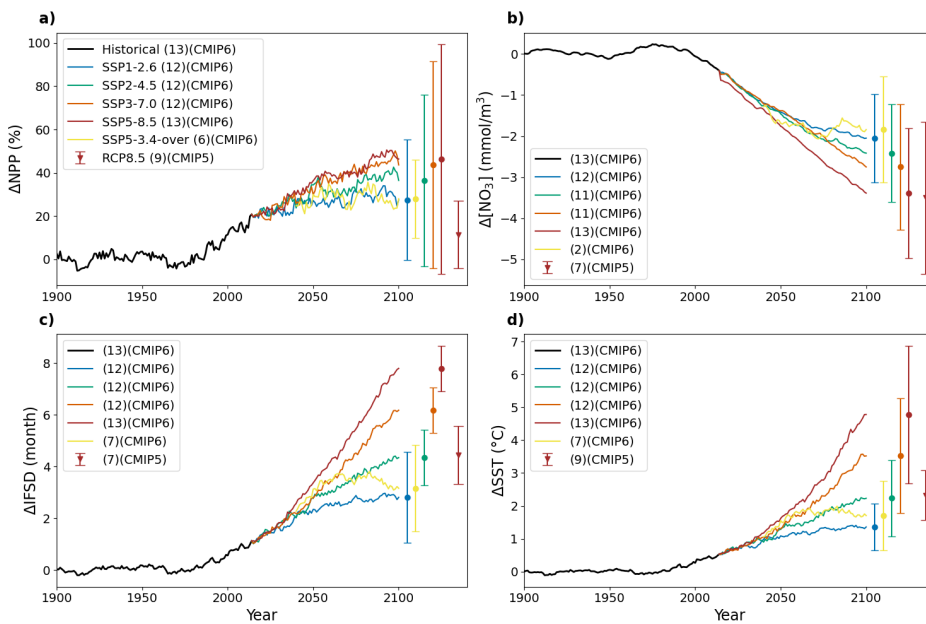 a)
ΔNPP (%)
100
80
60
40
20
0
Historical (13)(CMIP6)
SSP1-2.6 (12)(CMIP6)
SSP2-4.5 (12)(CMIP6)
SSP3-7.0 (12)(CMIP6)
SSP5-8.5 (13)(CMIP6)
SSP5-3.4-over (6)(CMIP6)
RCP8.5 (9)(CMIP5)
1900 1950 2000 2050 2100
b)
Δ[NO₃] (mmol/m³)
0
−1
−2
−3
−4
−5
(13)(CMIP6)
(12)(CMIP6)
(11)(CMIP6)
(11)(CMIP6)
(13)(CMIP6)
(2)(CMIP6)
(7)(CMIP5)
1900 1950 2000 2050 2100
c)
ΔIFSD (month)
8
6
4
2
0
(13)(CMIP6)
(12)(CMIP6)
(12)(CMIP6)
(12)(CMIP6)
(13)(CMIP6)
(7)(CMIP6)
(7)(CMIP5)
1900 1950 2000 2050 2100
Year
d)
ΔSST (°C)
7
6
5
4
3
2
1
0
(13)(CMIP6)
(12)(CMIP6)
(12)(CMIP6)
(12)(CMIP6)
(13)(CMIP6)
(7)(CMIP6)
(9)(CMIP5)
1900 1950 2000 2050 2100
Year